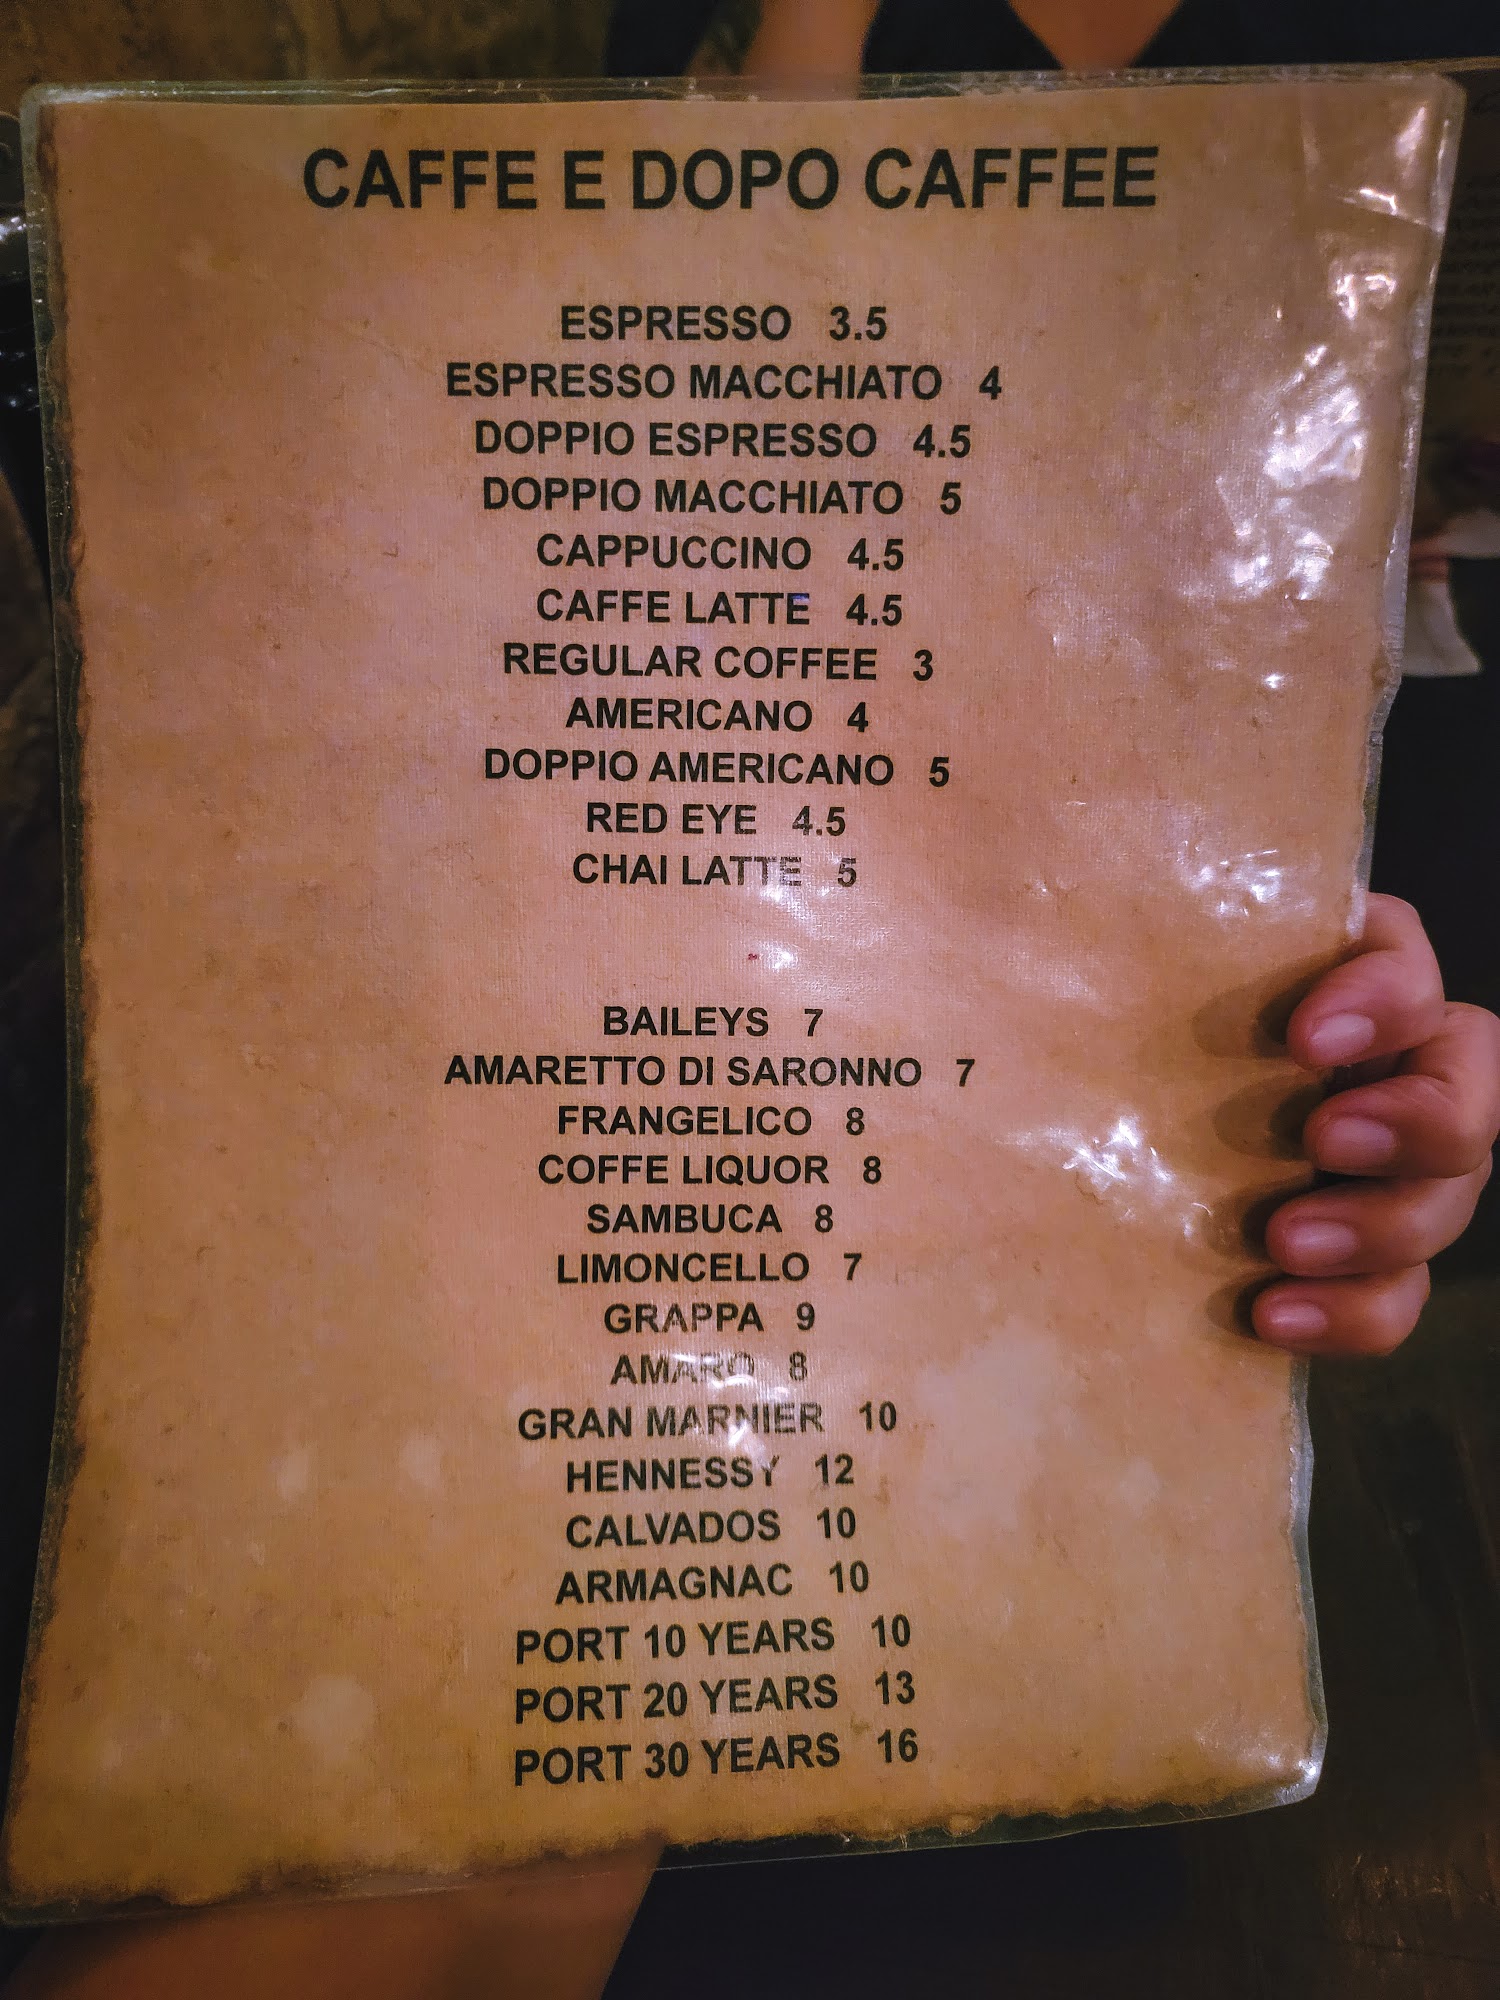 CAFFE E DOPO CAFFEE
ESPRESSO 3.5
ESPRESSO MACCHIATO 4
DOPPIO ESPRESSO 4.5
DOPPIO MACCHIATO 5
CAPPUCCINO 4.5
CAFFE LATTE 4.5
REGULAR COFFEE 3
AMERICANO 4
DOPPIO AMERICANO 5
RED EYE 4.5
CHAI LATTE 5
BAILEYS 7
AMARETTO DI SARONNO 7
FRANGELICO 8
COFFE LIQUOR 8
SAMBUCA 8
LIMONCELLO 7
GRAPPA 9
AMARO 8
GRAN MARNIER 10
HENNESSY 12
CALVADOS 10
ARMAGNAC 10
PORT 10 YEARS 10
PORT 20 YEARS 13
PORT 30 YEARS 16